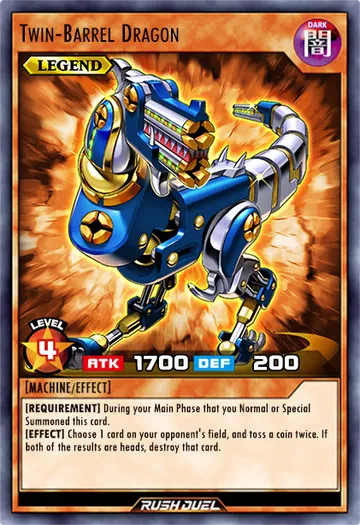 TWIN-BARREL DRAGON
DARK
闇
LEGEND
LEVEL
4
ATK 1700 DEF 200
[MACHINE/EFFECT]
[REQUIREMENT] During your Main Phase that you Normal or Special
Summoned this card.
[EFFECT] Choose 1 card on your opponent's field, and toss a coin twice. If
both of the results are heads, destroy that card.
RUSH DUEL